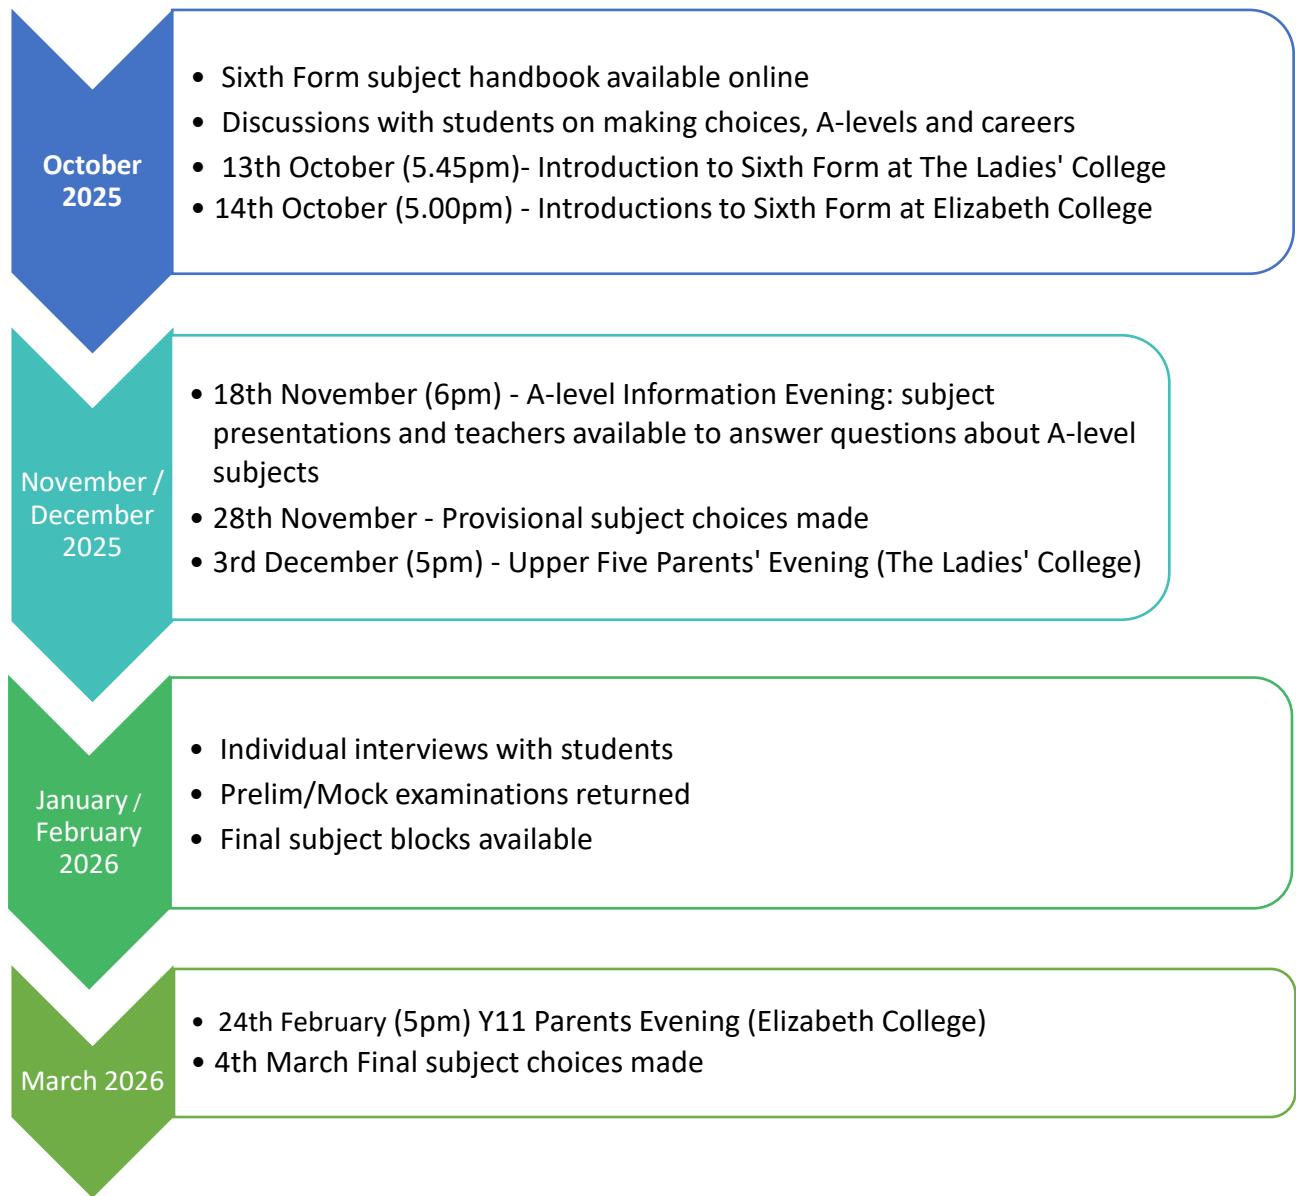 October
2025
• Sixth Form subject handbook available online
• Discussions with students on making choices, A-levels and careers
• 13th October (5.45pm)- Introduction to Sixth Form at The Ladies' College
• 14th October (5.00pm) - Introductions to Sixth Form at Elizabeth College
November /
December
2025
• 18th November (6pm) - A-level Information Evening: subject
presentations and teachers available to answer questions about A-level
subjects
• 28th November - Provisional subject choices made
• 3rd December (5pm) - Upper Five Parents' Evening (The Ladies' College)
January /
February
2026
• Individual interviews with students
• Prelim/Mock examinations returned
• Final subject blocks available
March 2026
• 24th February (5pm) Y11 Parents Evening (Elizabeth College)
• 4th March Final subject choices made